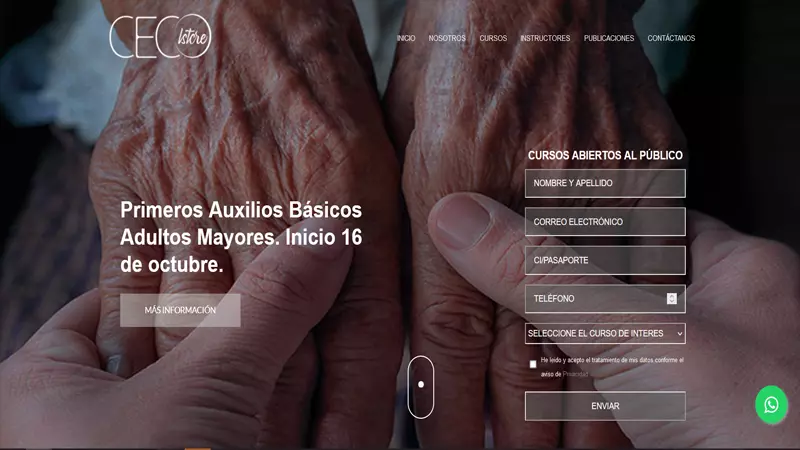 CECO
Istore
INICIO
NOSOTROS
CURSOS
INSTRUCTORES
PUBLICACIONES
CONTÁCTANOS
Primeros Auxilios Básicos
Adultos Mayores. Inicio 16
de octubre.
MÁS INFORMACIÓN
CURSOS ABIERTOS AL PÚBLICO
NOMBRE Y APELLIDO
CORREO ELECTRÓNICO
CI/PASAPORTE
TELÉFONO
SELECCIONE EL CURSO DE INTERES
He leido y acepto el tratamiento de mis datos conforme el
aviso de Privacidad
ENVIAR